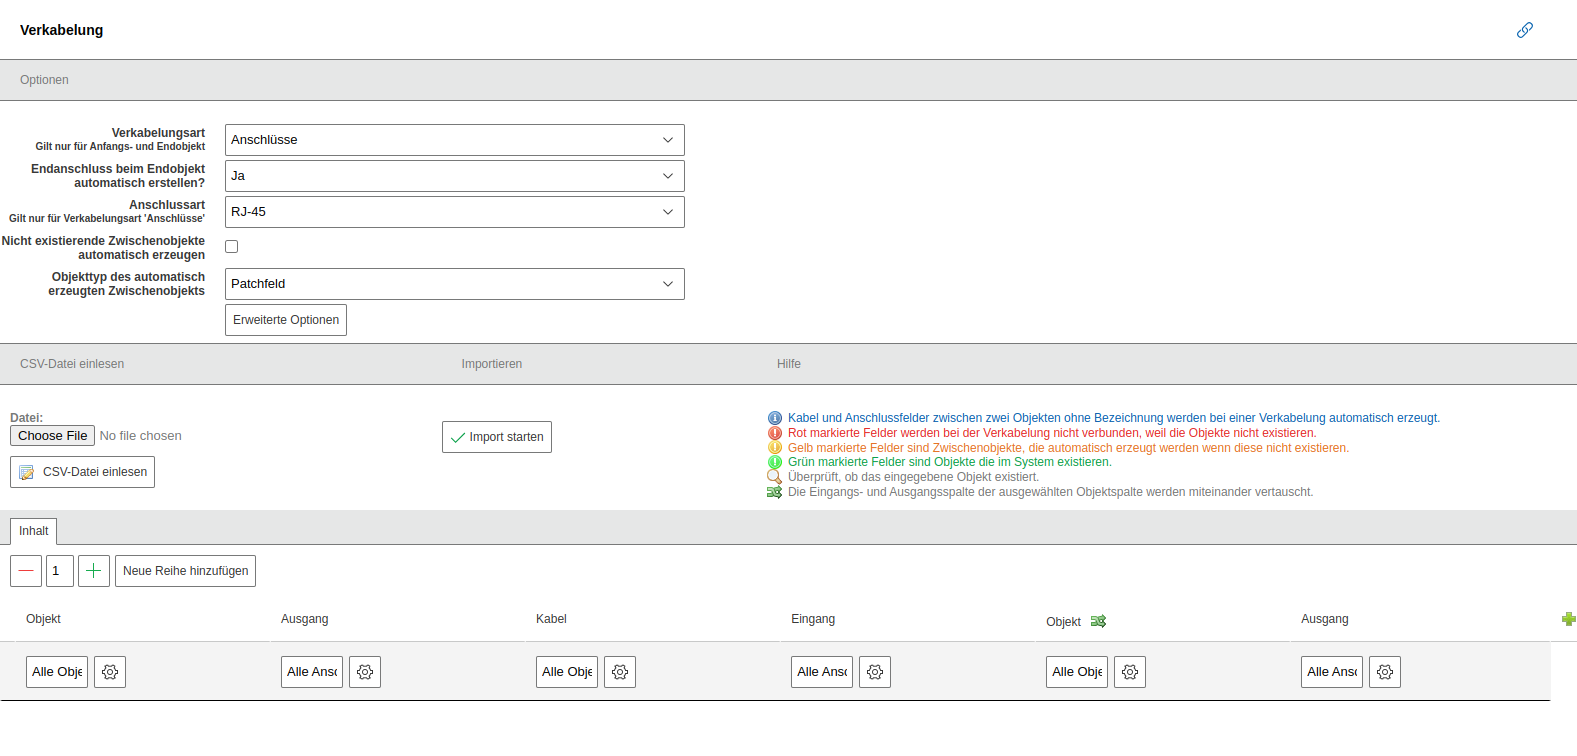 Verkabelung
Optionen
Verkabelungsart
Gilt nur für Anfangs- und Endobjekt
Anschlüsse
Endanschluss beim Endobjekt
automatisch erstellen?
Ja
Anschlussart
Gilt nur für Verkabelungsart 'Anschlüsse'
RJ-45
Nicht existierende Zwischenobjekte
automatisch erzeugen
Objekttyp des automatisch
erzeugten Zwischenobjekts
Patchfeld
Erweiterte Optionen
CSV-Datei einlesen Importieren Hilfe
Datei:
Choose File No file chosen
CSV-Datei einlesen
Import starten
Kabel und Anschlussfelder zwischen zwei Objekten ohne Bezeichnung werden bei einer Verkabelung automatisch erzeugt.
Rot markierte Felder werden bei der Verkabelung nicht verbunden, weil die Objekte nicht existieren.
Gelb markierte Felder sind Zwischenobjekte, die automatisch erzeugt werden wenn diese nicht existieren.
Grün markierte Felder sind Objekte die im System existieren.
Überprüft, ob das eingegebene Objekt existiert.
Die Eingangs- und Ausgangsspalte der ausgewählten Objektspalte werden miteinander vertauscht.
Inhalt
1 Neue Reihe hinzufügen
Objekt Ausgang Kabel Eingang Objekt Ausgang
Alle Obje Alle Ansc Alle Obje Alle Ansc Alle Obje Alle Ansc